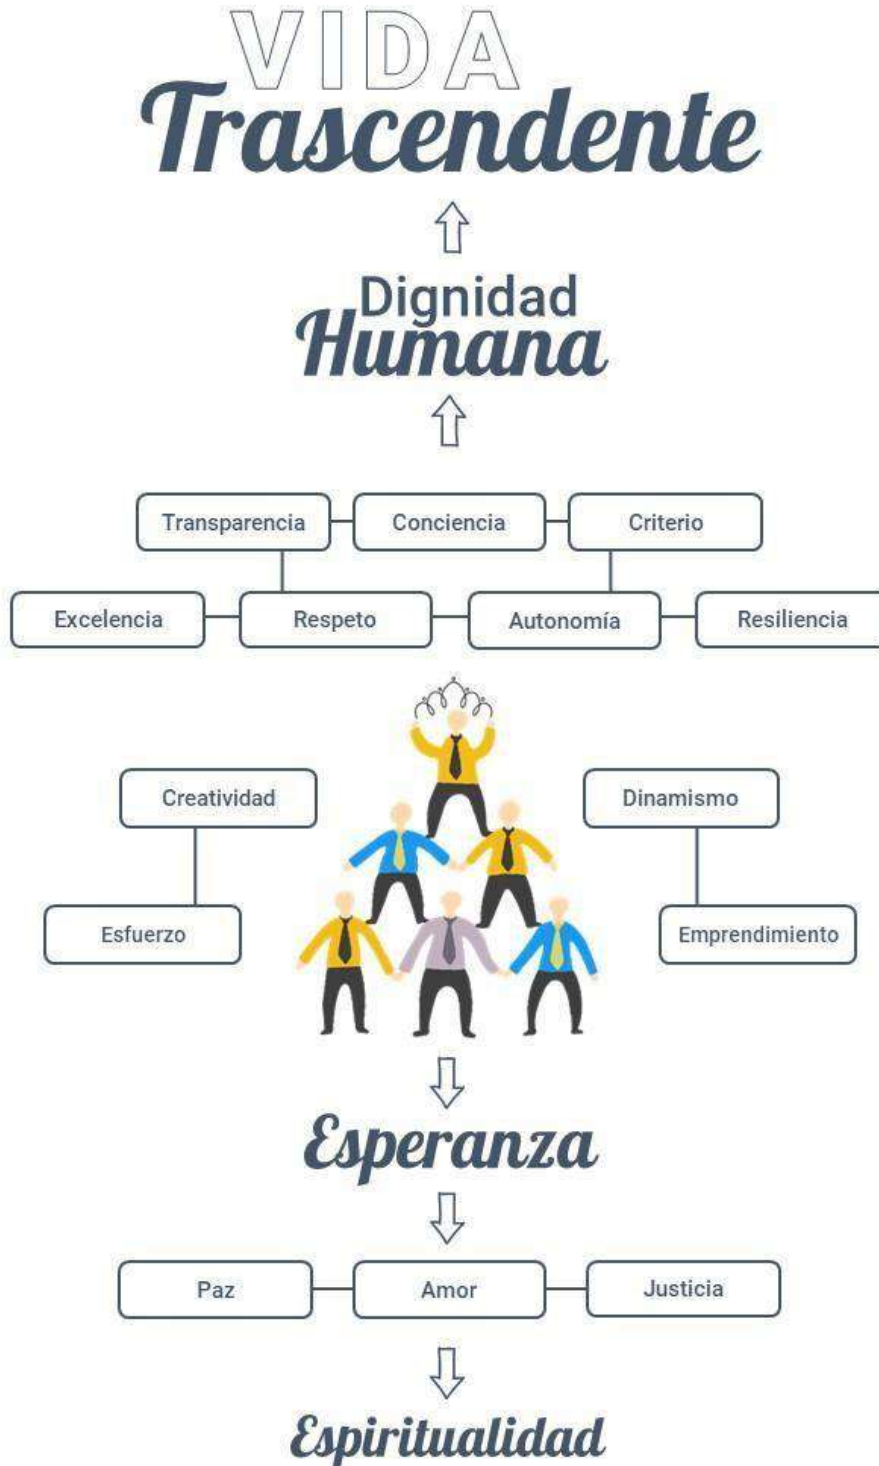 VIDA
Trascendente
Dignidad
Humana
Transparencia Conciencia Criterio
Excelencia Respeto Autonomía Resiliencia
Creatividad Dinamismo
Esfuerzo Emprendimiento
Esperanza
Paz Amor Justicia
Espiritualidad